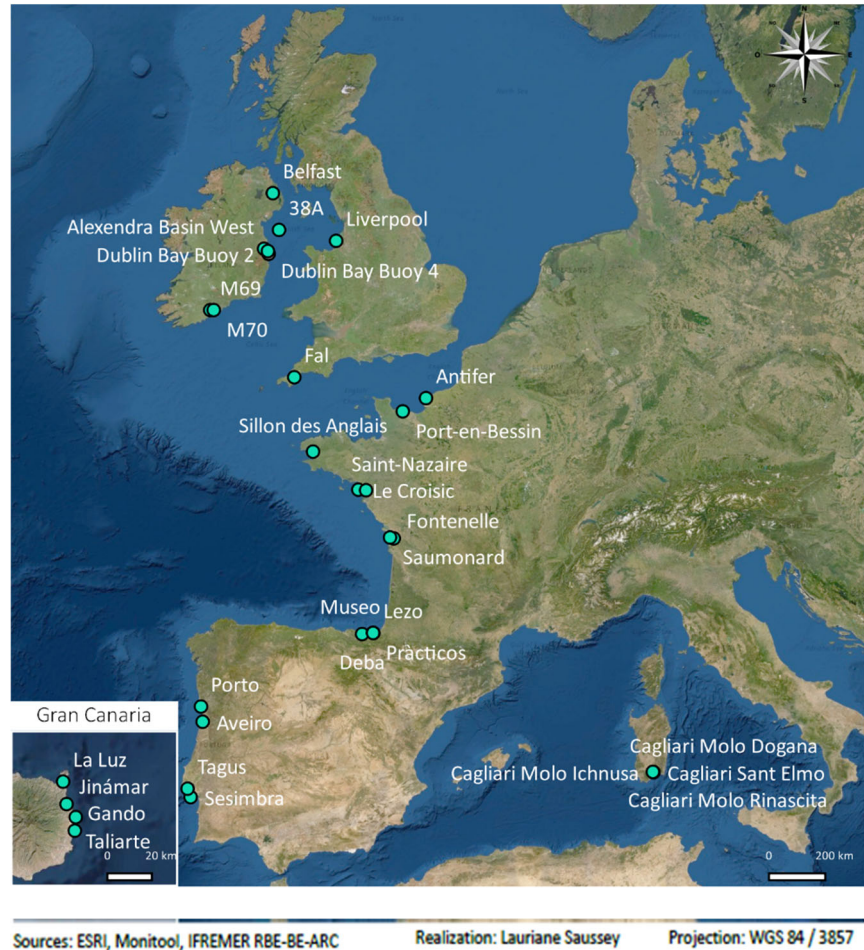 N
O
E
S
Belfast
38A
Alexendra Basin West
Liverpool
Dublin Bay Buoy 2
Dublin Bay Buoy 4
M69
M70
Fal
Antifer
Sillon des Anglais
Port-en-Bessin
Saint-Nazaire
Le Croisic
Fontenelle
Saumonard
Museo Lezo
Deba Pràcticos
Porto
Aveiro
Tagus
Sesimbra
Gran Canaria
La Luz
Jinámar
Gando
Taliarte
0 20 km
Cagliari Molo Dogana
Cagliari Molo Ichnusa Cagliari Sant Elmo
Cagliari Molo Rinascita
0 200 km
Sources: ESRI, Monitool, IFREMER RBE-BE-ARC Realization: Lauriane Saussey Projection: WGS 84 / 3857